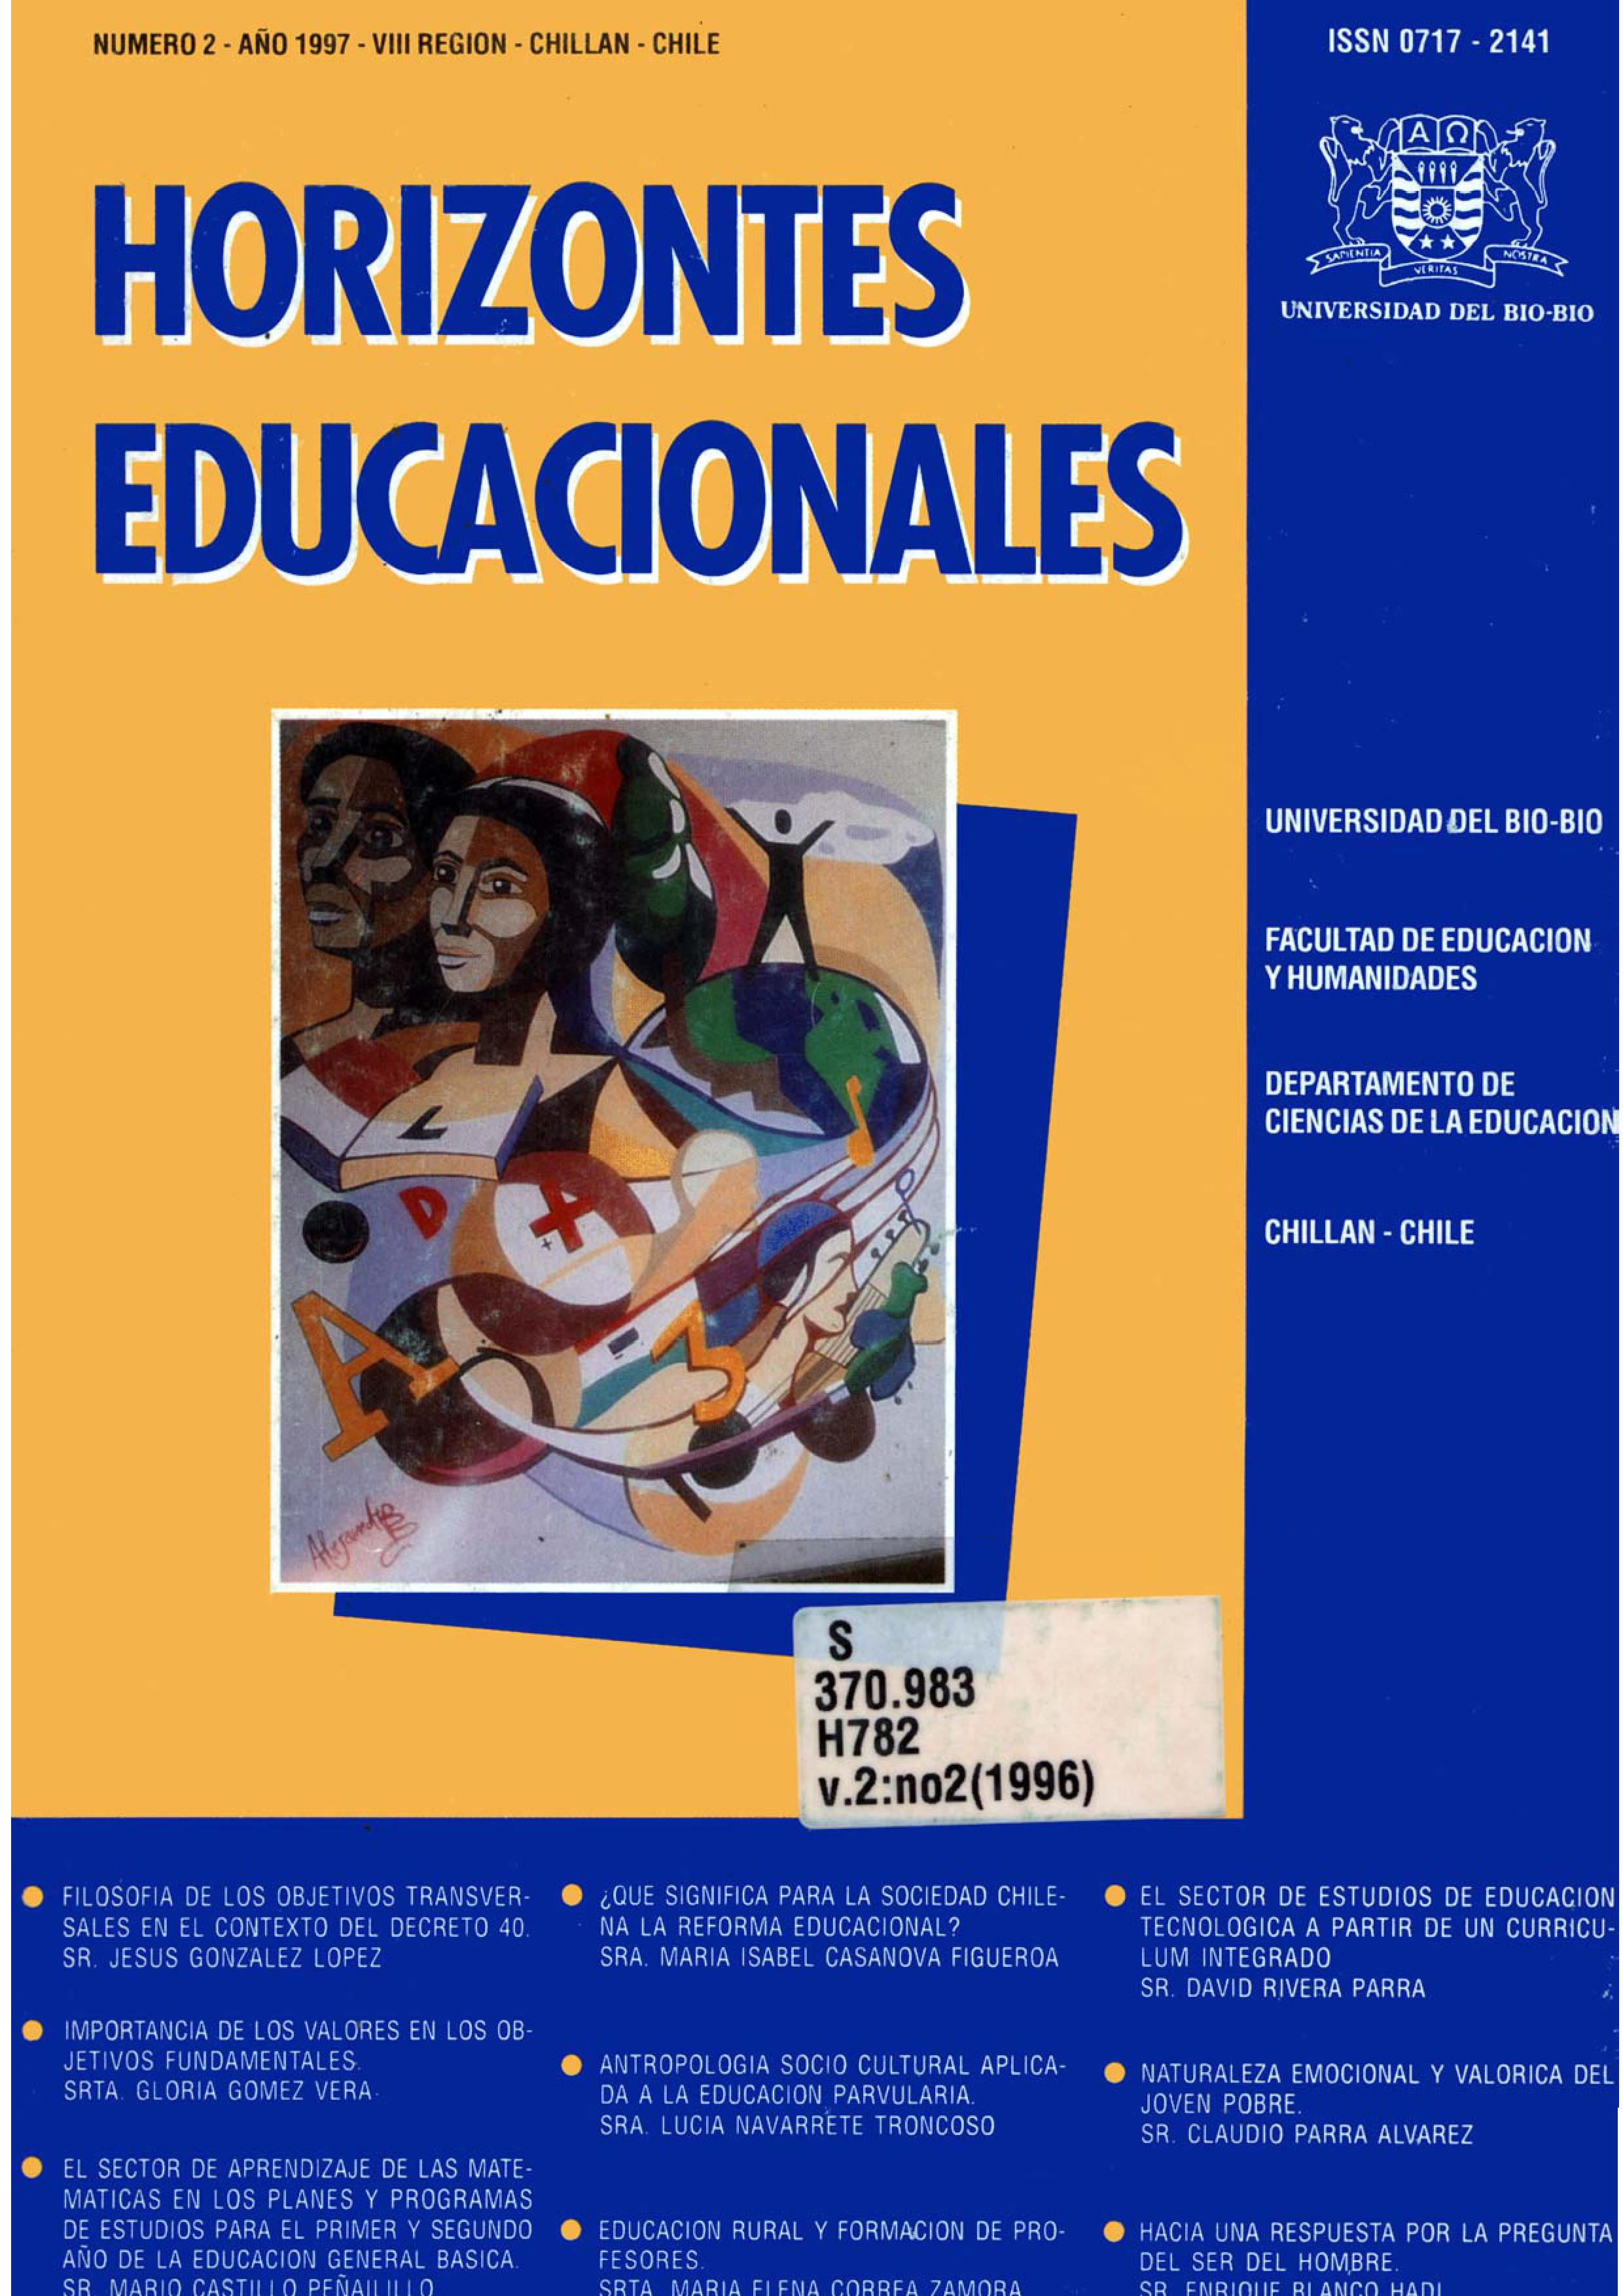 NUMERO 2 - AÑO 1997 - VIII REGION - CHILLAN - CHILE
ISSN 0717 - 2141
HORIZONTES
EDUCACIONALES
Α Ω
SAPIENTIA
VERITAS
NOSTRA
UNIVERSIDAD DEL BIO-BIO
UNIVERSIDAD DEL BIO-BIO
FACULTAD DE EDUCACION
Y HUMANIDADES
DEPARTAMENTO DE
CIENCIAS DE LA EDUCACION
CHILLAN - CHILE
L
D
A
3
S
370.983
H782
v.2:no2(1996)
FILOSOFIA DE LOS OBJETIVOS TRANSVER-
SALES EN EL CONTEXTO DEL DECRETO 40.
SR. JESUS GONZALEZ LOPEZ
IMPORTANCIA DE LOS VALORES EN LOS OB-
JETIVOS FUNDAMENTALES.
SRTA. GLORIA GOMEZ VERA.
EL SECTOR DE APRENDIZAJE DE LAS MATE-
MATICAS EN LOS PLANES Y PROGRAMAS
DE ESTUDIOS PARA EL PRIMER Y SEGUNDO
AÑO DE LA EDUCACION GENERAL BASICA.
SR. MARIO CASTILLO PEÑAILILLO
¿QUE SIGNIFICA PARA LA SOCIEDAD CHILE-
NA LA REFORMA EDUCACIONAL?
SRA. MARIA ISABEL CASANOVA FIGUEROA
ANTROPOLOGIA SOCIO CULTURAL APLICA-
DA A LA EDUCACION PARVULARIA.
SRA. LUCIA NAVARRETE TRONCOSO
EDUCACION RURAL Y FORMACION DE PRO-
FESORES.
SRTA. MARIA ELENA CORREA ZAMORA
EL SECTOR DE ESTUDIOS DE EDUCACION
TECNOLOGICA A PARTIR DE UN CURRICU-
LUM INTEGRADO
SR. DAVID RIVERA PARRA
NATURALEZA EMOCIONAL Y VALORICA DEL
JOVEN POBRE.
SR. CLAUDIO PARRA ALVAREZ
HACIA UNA RESPUESTA POR LA PREGUNTA
DEL SER DEL HOMBRE.
SR. ENRIQUE BLANCO HADI